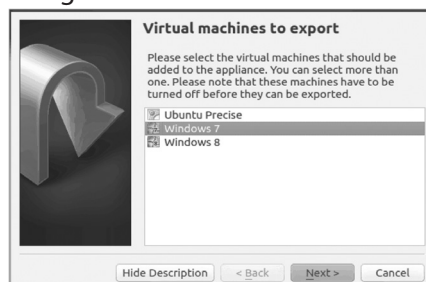 Virtual machines to export
Please select the virtual machines that should be
added to the appliance. You can select more than
one. Please note that these machines have to be
turned off before they can be exported.
Ubuntu Precise
Windows 7
Windows 8
Hide Description < Back Next > Cancel